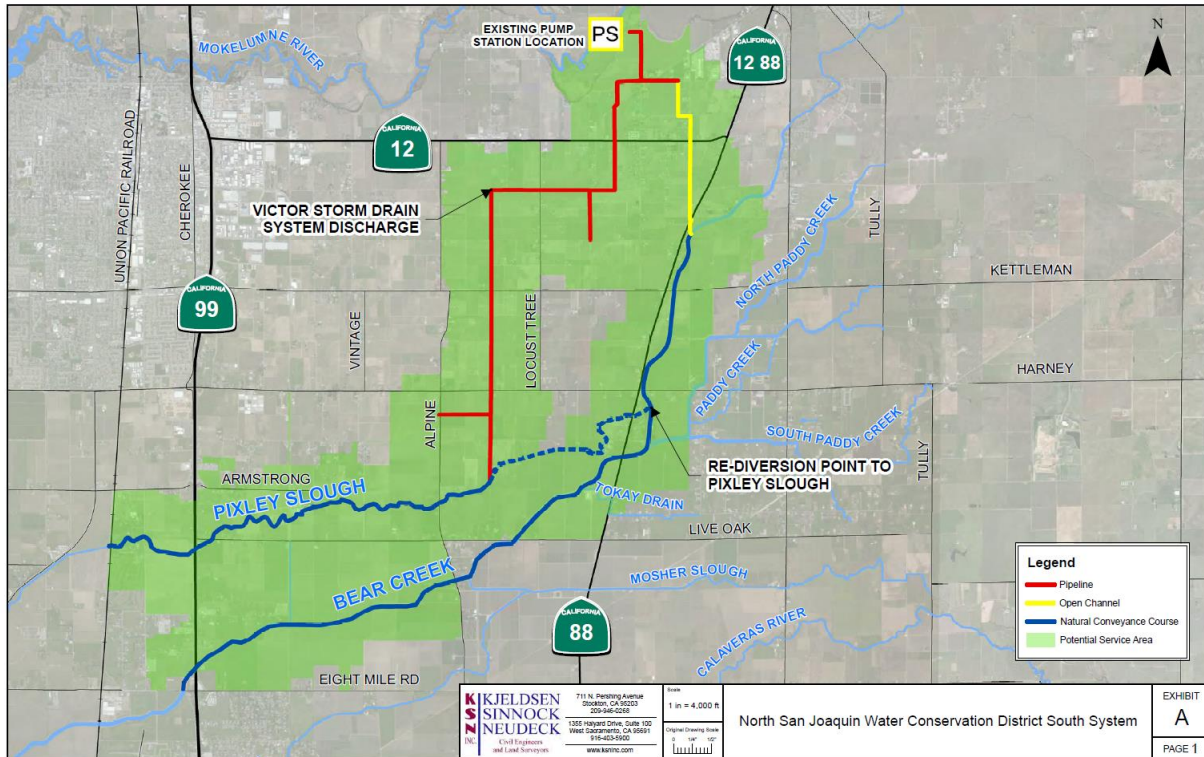 EXISTING PUMP
STATION LOCATION
PS
N
CALIFORNIA
12 88
MOKELUMNE RIVER
CALIFORNIA
12
UNION PACIFIC RAILROAD
CHEROKEE
VICTOR STORM DRAIN
SYSTEM DISCHARGE
TULLY
NORTH PADDY CREEK
KETTLEMAN
CALIFORNIA
99
VINTAGE
LOCUST TREE
HARNEY
PADDY CREEK
ALPINE
SOUTH PADDY CREEK
TULLY
RE-DIVERSION POINT TO
PIXLEY SLOUGH
ARMSTRONG
PIXLEY SLOUGH
TOKAY DRAIN
LIVE OAK
BEAR CREEK
MOSHER SLOUGH
CALIFORNIA
88
CALAVERAS RIVER
EIGHT MILE RD
Legend
Pipeline
Open Channel
Natural Conveyance Course
Potential Service Area
KSN INC.
KJELDSEN
SINNOCK
NEUDECK
Civil Engineers
and Land Surveyors
711 N. Pershing Avenue
Stockton, CA 95203
209-946-0268
1355 Halyard Drive, Suite 100
West Sacramento, CA 95691
916-403-5900
www.ksninc.com
Scale
1 in = 4,000 ft
Original Drawing Scale
0 1/4" 1/2"
North San Joaquin Water Conservation District South System
EXHIBIT
A
PAGE 1